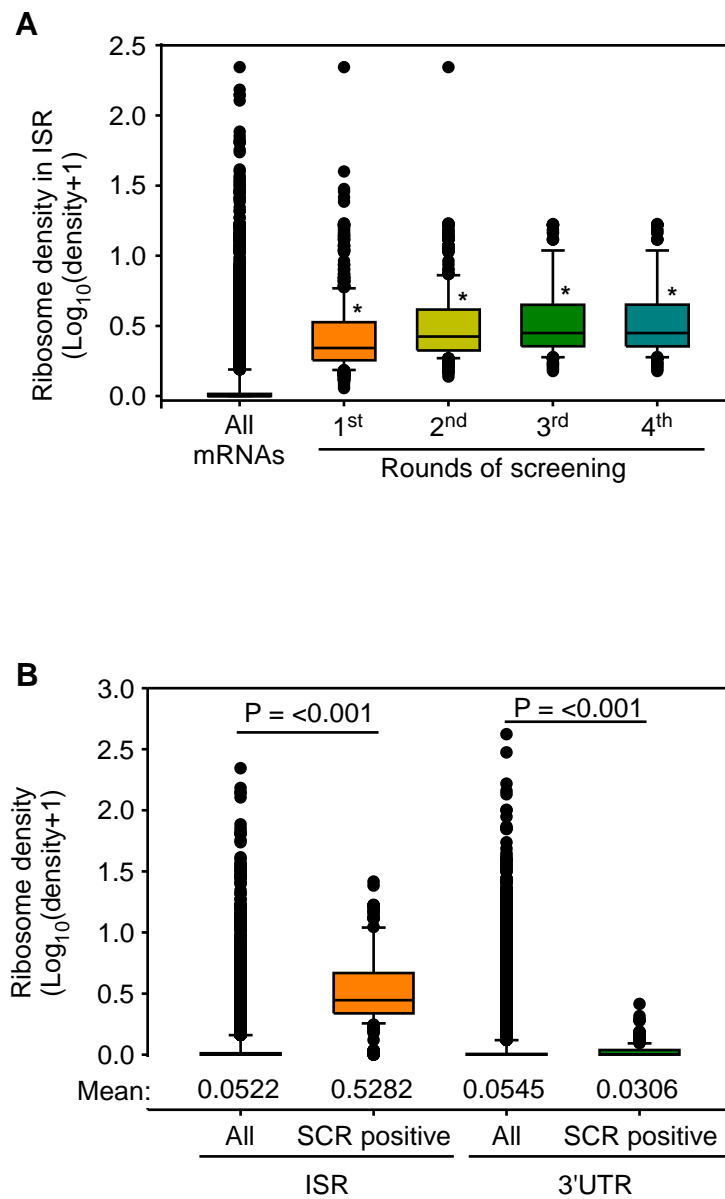 A
Ribosome density in ISR
(Log10(density+1)
2.5
2.0
1.5
1.0
0.5
0.0
* * * *
All
mRNAs
1st 2nd 3rd 4th
Rounds of screening
B
Ribosome density
(Log10(density+1)
3.0
2.5
2.0
1.5
1.0
0.5
0.0
P = <0.001 P = <0.001
Mean: 0.0522 0.5282 0.0545 0.0306
All SCR positive All SCR positive
ISR 3'UTR